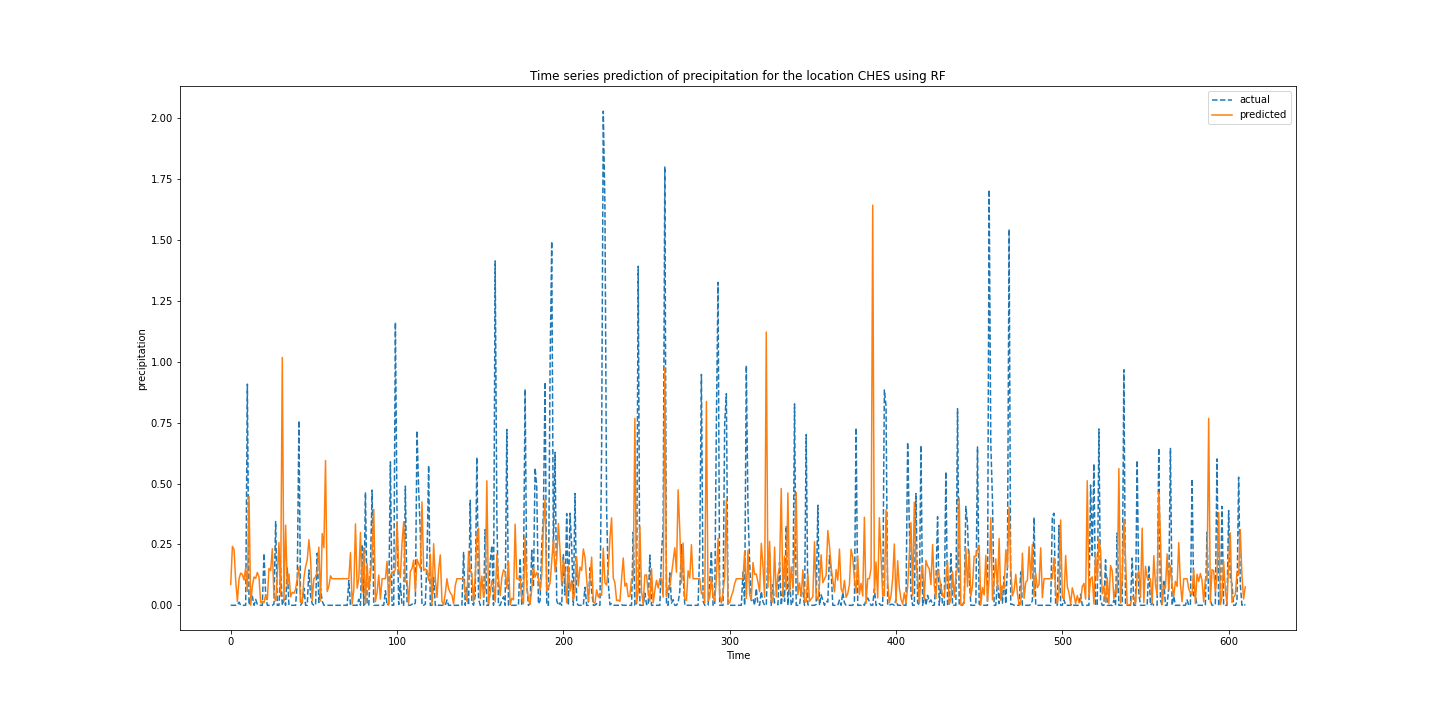 Time series prediction of precipitation for the location CHES using RF
actual
predicted
2.00
1.75
1.50
1.25
1.00
0.75
0.50
0.25
0.00
precipitation
0 100 200 300 400 500 600
Time